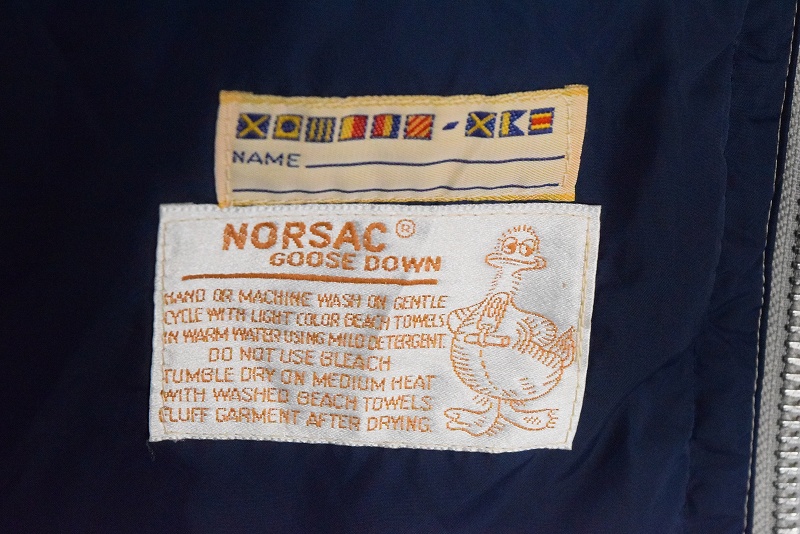 NAME
NORSAC®
GOOSE DOWN
HAND OR MACHINE WASH ON GENTLE
CYCLE WITH LIGHT COLOR BEACH TOWELS
IN WARM WATER USING MILD DETERGENT.
DO NOT USE BLEACH
TUMBLE DRY ON MEDIUM HEAT
WITH WASHED BEACH TOWELS
FLUFF GARMENT AFTER DRYING.